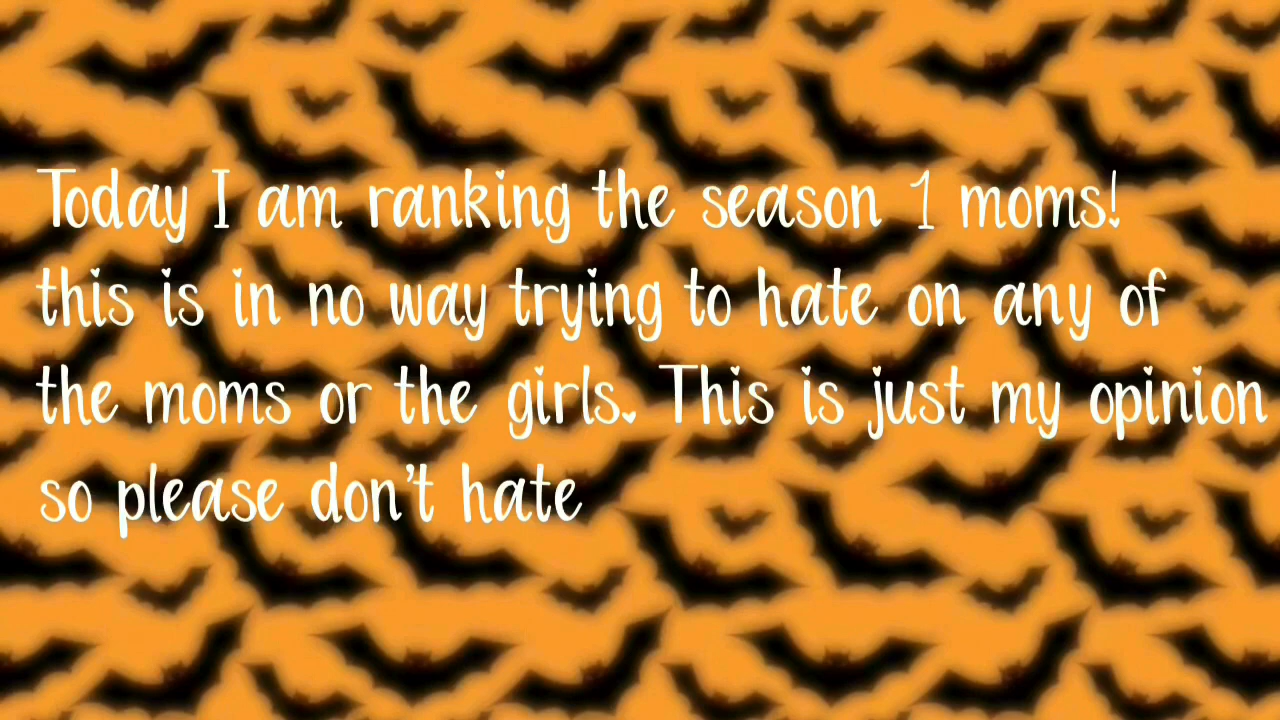 Today I am ranking the season 1 moms!
this is in no way trying to hate on any of
the moms or the girls. This is just my opinion
so please don't hate